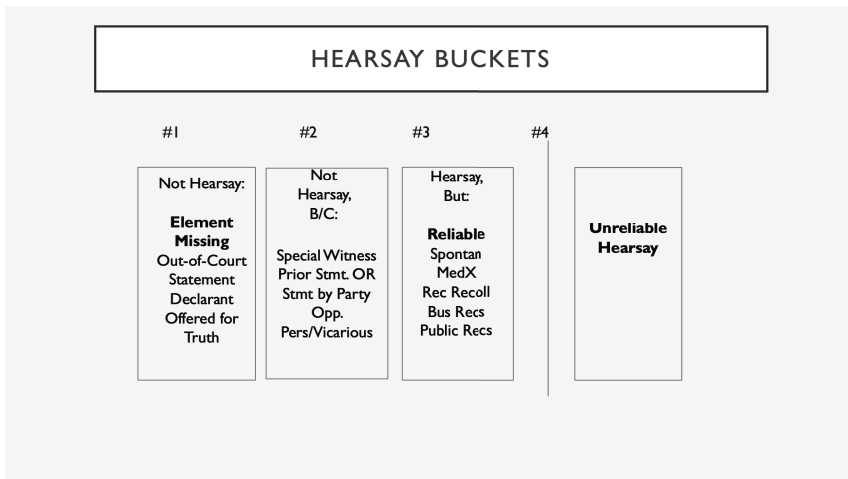 HEARSAY BUCKETS
#1
#2
#3
#4
Not Hearsay:
Element
Missing
Out-of-Court
Statement
Declarant
Offered for
Truth
Not
Hearsay,
B/C:
Special Witness
Prior Stmt. OR
Stmt by Party
Opp.
Pers/Vicarious
Hearsay,
But:
Reliable
Spontan
MedX
Rec Recoll
Bus Recs
Public Recs
Unreliable
Hearsay